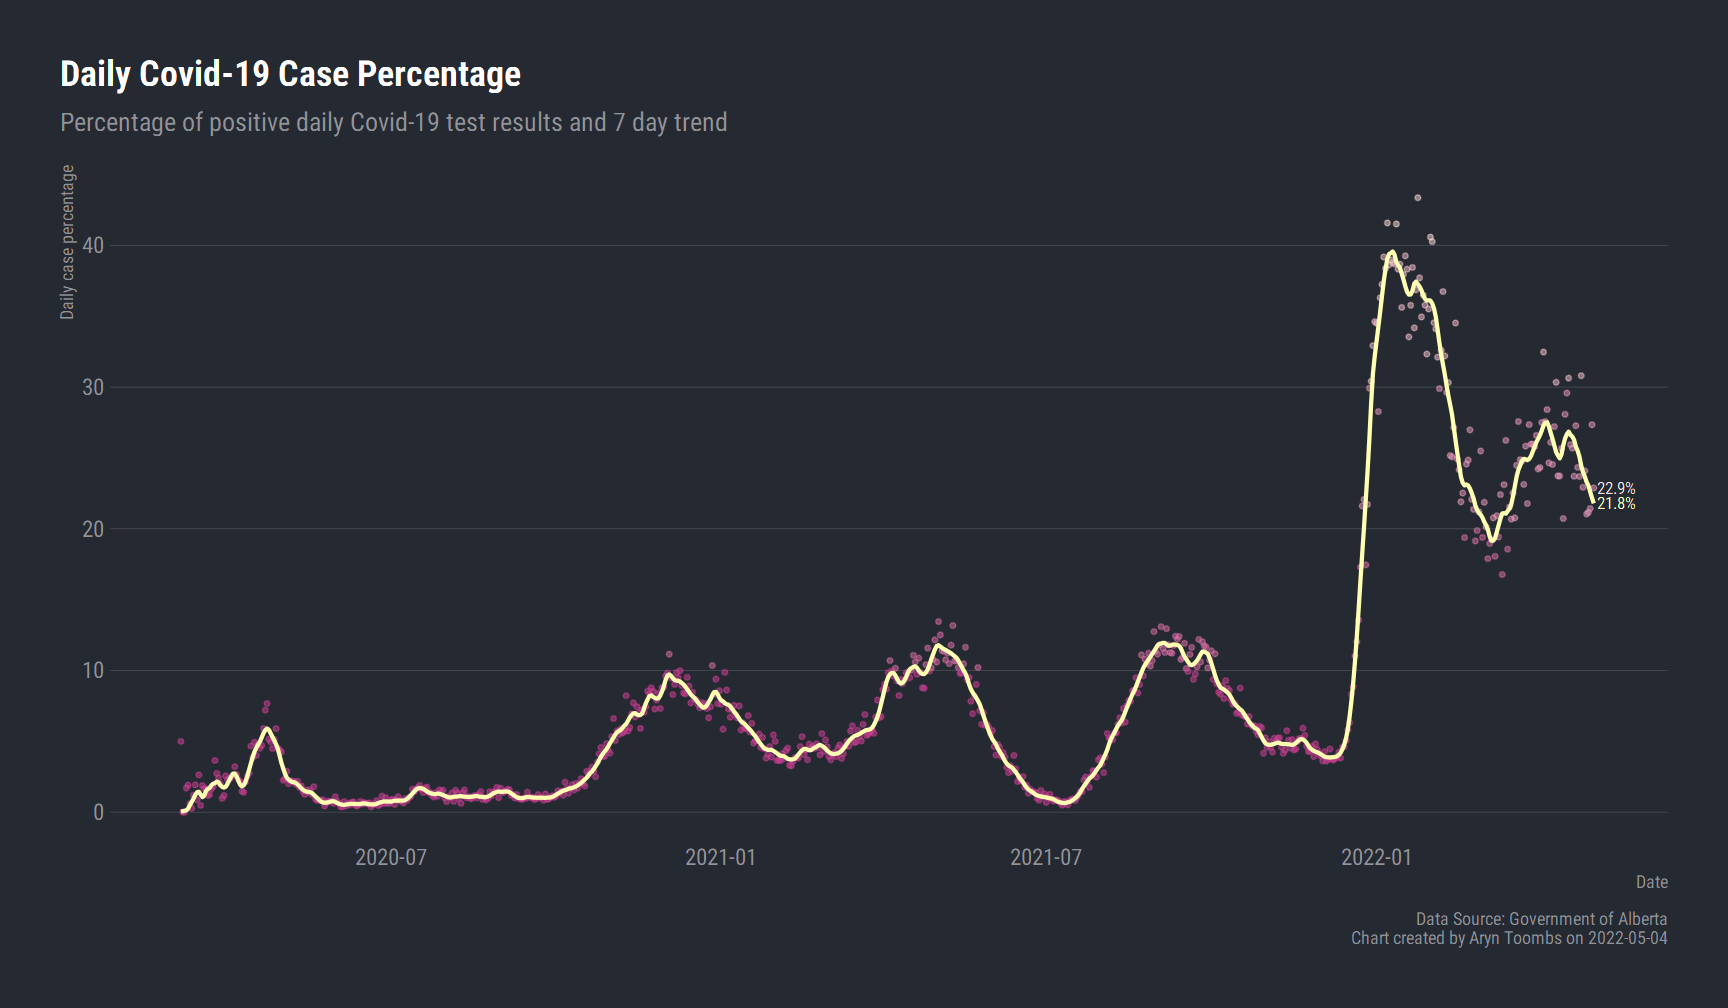 Daily Covid-19 Case Percentage
Percentage of positive daily Covid-19 test results and 7 day trend
Daily case percentage
40
30
20
10
0
22.9%
21.8%
2020-07
2021-01
2021-07
2022-01
Date
Data Source: Government of Alberta
Chart created by Aryn Toombs on 2022-05-04